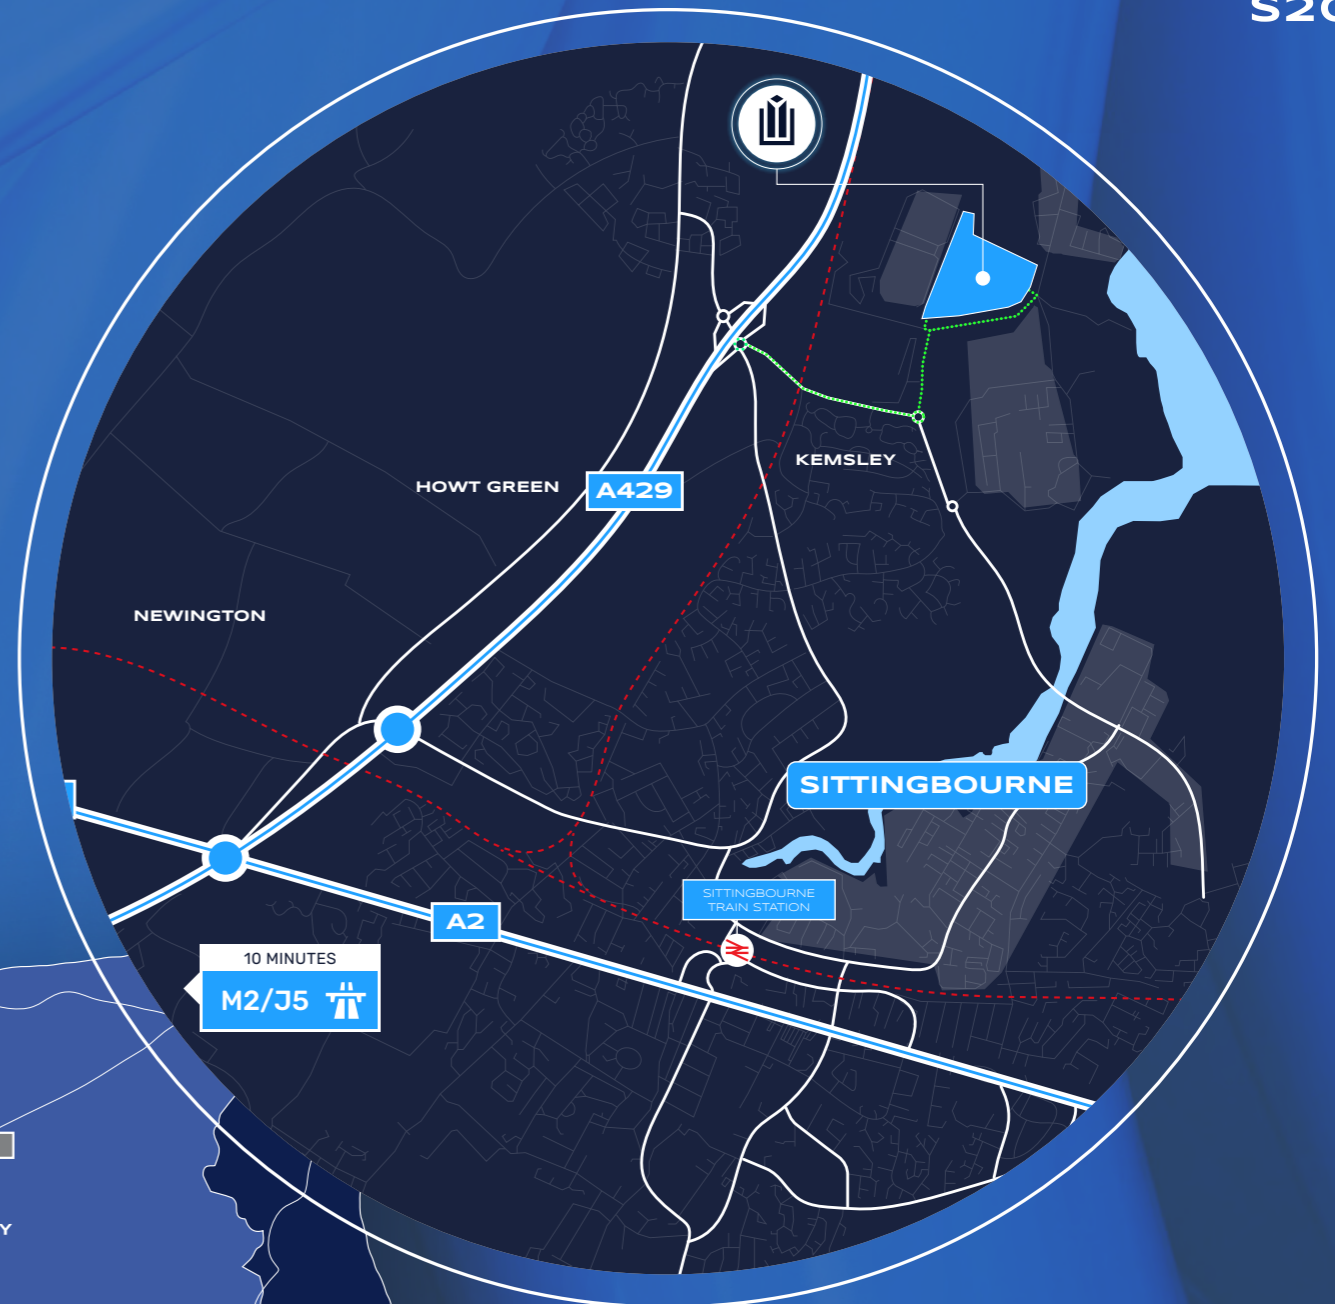 KEMSLEY
HOWT GREEN
A429
NEWINGTON
SITTINGBOURNE
SITTINGBOURNE
TRAIN STATION
A2
10 MINUTES
M2/J5